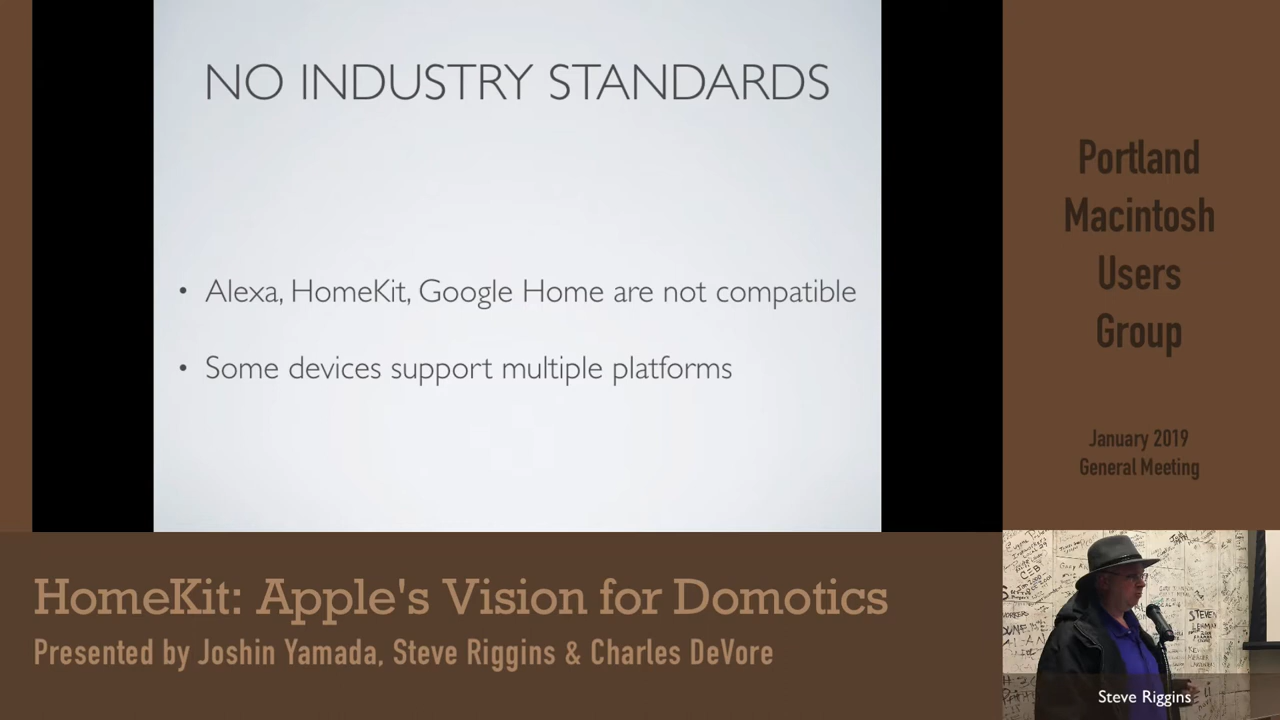 NO INDUSTRY STANDARDS
• Alexa, HomeKit, Google Home are not compatible
• Some devices support multiple platforms
Portland
Macintosh
Users
Group
January 2019
General Meeting
HomeKit: Apple's Vision for Domotics
Presented by Joshin Yamada, Steve Riggins & Charles DeVore
CEB
STEVEN
Steve Riggins